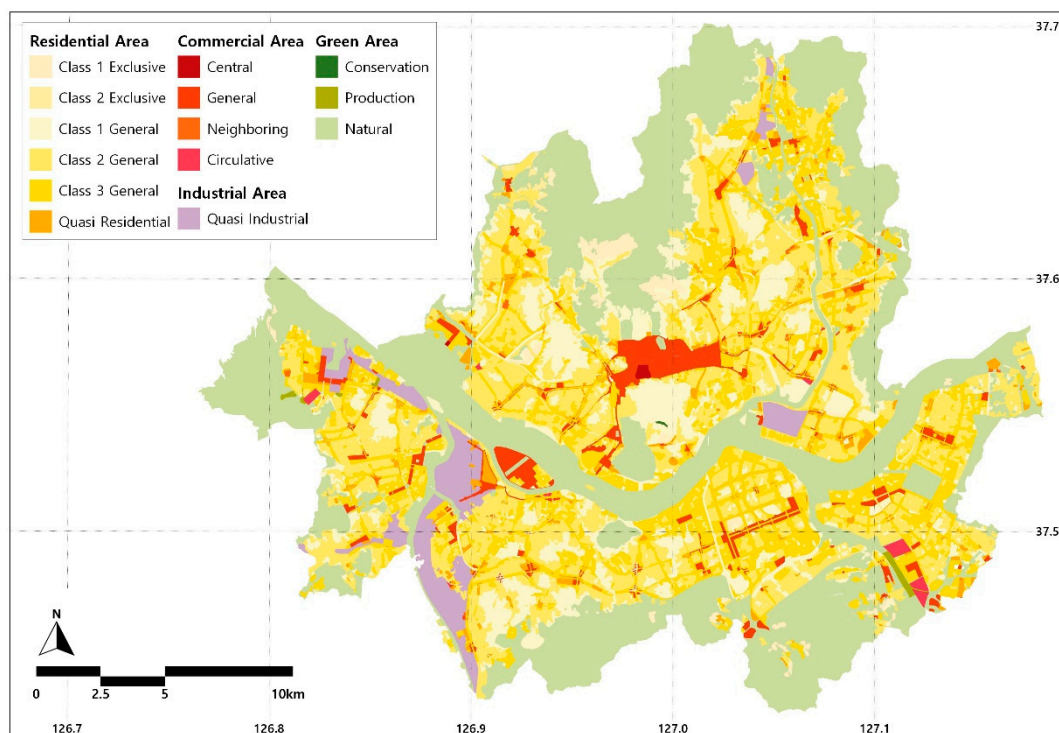 Residential Area
Class 1 Exclusive
Class 2 Exclusive
Class 1 General
Class 2 General
Class 3 General
Quasi Residential
Commercial Area
Central
General
Neighboring
Circulative
Industrial Area
Quasi Industrial
Green Area
Conservation
Production
Natural
37.7
37.6
37.5
N
0 2.5 5 10km
126.7 126.8 126.9 127.0 127.1